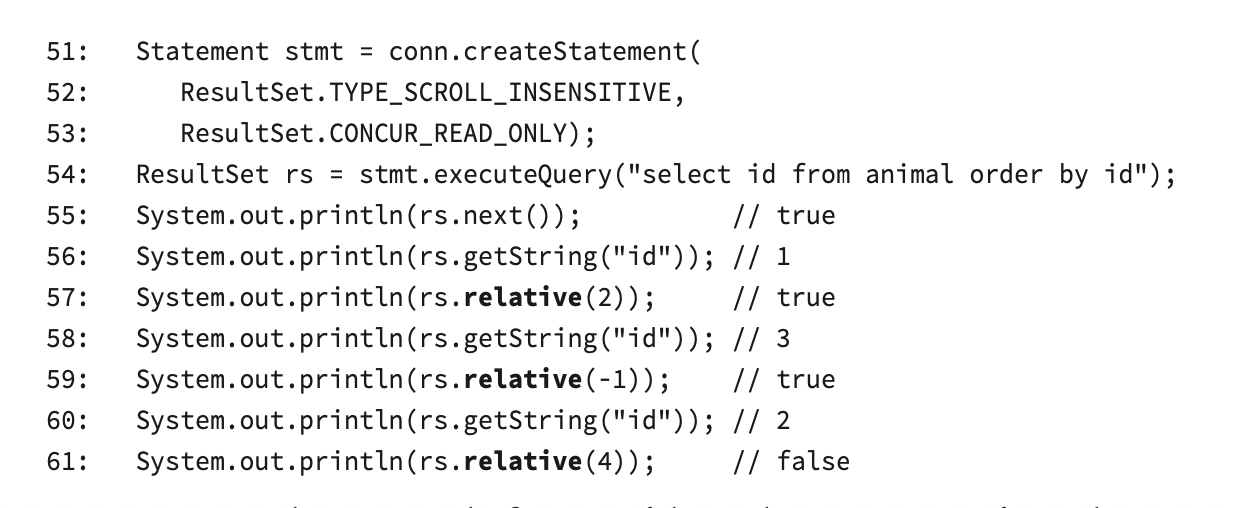 51:   Statement stmt = conn.createStatement(
52:      ResultSet.TYPE_SCROLL_INSENSITIVE,
53:      ResultSet.CONCUR_READ_ONLY);
54:   ResultSet rs = stmt.executeQuery("select id from animal order by id");
55:   System.out.println(rs.next());          // true
56:   System.out.println(rs.getString("id")); // 1
57:   System.out.println(rs.relative(2));     // true
58:   System.out.println(rs.getString("id")); // 3
59:   System.out.println(rs.relative(-1));    // true
60:   System.out.println(rs.getString("id")); // 2
61:   System.out.println(rs.relative(4));     // false